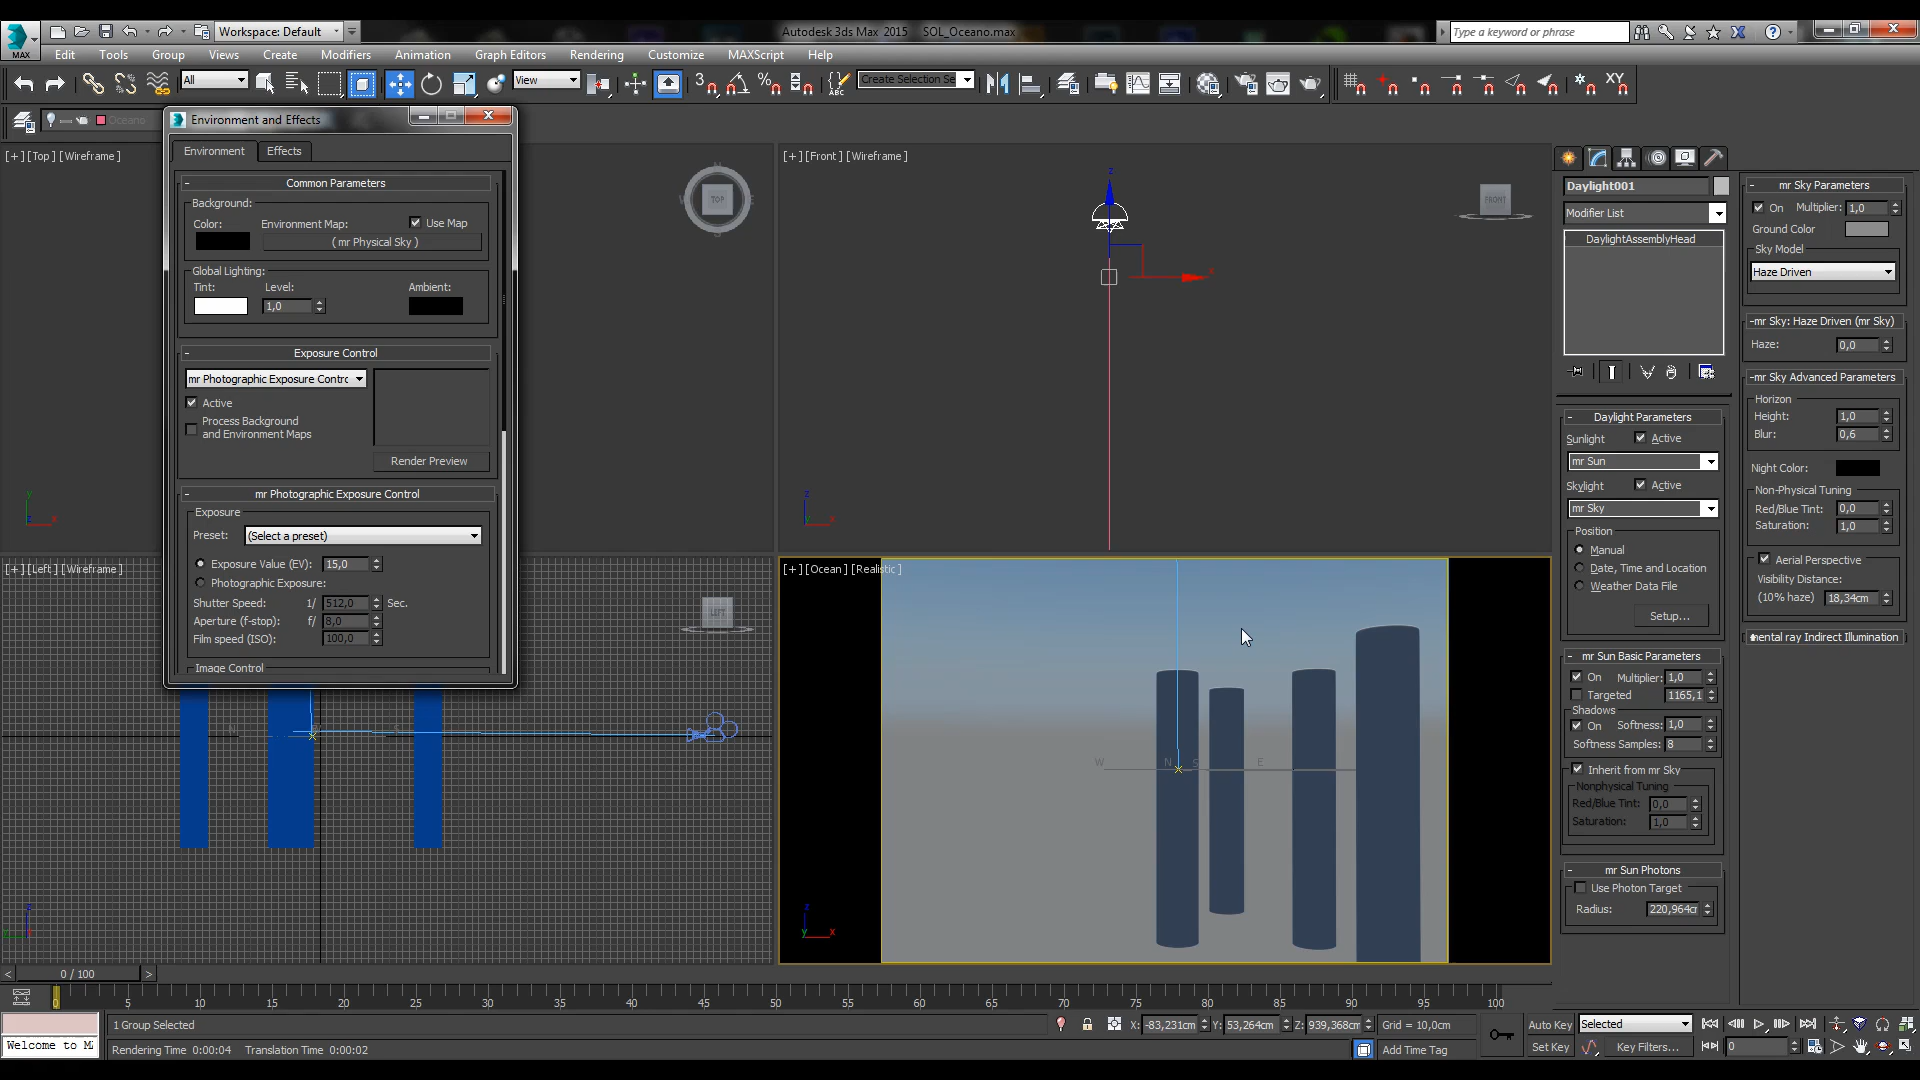 Workspace: Default
Autodesk 3ds Max 2015 SOL_Oceano.max
Type a keyword or phrase
MAX
Edit Tools Group Views Create Modifiers Animation Graph Editors Rendering Customize MAXScript Help
All
View
3
%
ABC
Create Selection Se
XY
Oceano
Environment and Effects
Environment Effects
- Common Parameters
Background:
Color: Environment Map: Use Map
( mr Physical Sky )
Global Lighting:
Tint: Level: Ambient:
1,0
- Exposure Control
mr Photographic Exposure Contrc
Active
Process Background
and Environment Maps
Render Preview
- mr Photographic Exposure Control
Exposure
Preset: (Select a preset)
Exposure Value (EV): 15,0
Photographic Exposure:
Shutter Speed: 1/ 512,0 Sec.
Aperture (f-stop): f/ 8,0
Film speed (ISO): 100,0
Image Control
[+] [Top] [Wireframe]
TOP
[+] [Front] [Wireframe]
FRONT
z
x
[+] [Left] [Wireframe]
LEFT
N S
[+] [Ocean] [Realistic]
W N S E
z
y x
Daylight001
Modifier List
DaylightAssemblyHead
- Daylight Parameters
Sunlight Active
mr Sun
Skylight Active
mr Sky
Position
Manual
Date, Time and Location
Weather Data File
Setup...
- mr Sun Basic Parameters
On Multiplier: 1,0
Targeted 1165,1
Shadows
On Softness: 1,0
Softness Samples: 8
Inherit from mr Sky
Nonphysical Tuning
Red/Blue Tint: 0,0
Saturation: 1,0
- mr Sun Photons
Use Photon Target
Radius: 220,964cr
- mr Sky Parameters
On Multiplier: 1,0
Ground Color
Sky Model
Haze Driven
-mr Sky: Haze Driven (mr Sky)
Haze: 0,0
-mr Sky Advanced Parameters
Horizon
Height: 1,0
Blur: 0,6
Night Color:
Non-Physical Tuning
Red/Blue Tint: 0,0
Saturation: 1,0
Aerial Perspective
Visibility Distance:
(10% haze) 18,34cm
mental ray Indirect Illumination
< 0 / 100 >
0 5 10 15 20 25 30 35 40 45 50 55 60 65 70 75 80 85 90 95 100
1 Group Selected
X: -83,231cm Y: 53,264cm Z: 939,368cm Grid = 10,0cm
Auto Key Selected
Welcome to MA
Rendering Time 0:00:04 Translation Time 0:00:02
Add Time Tag
Set Key Key Filters... 0